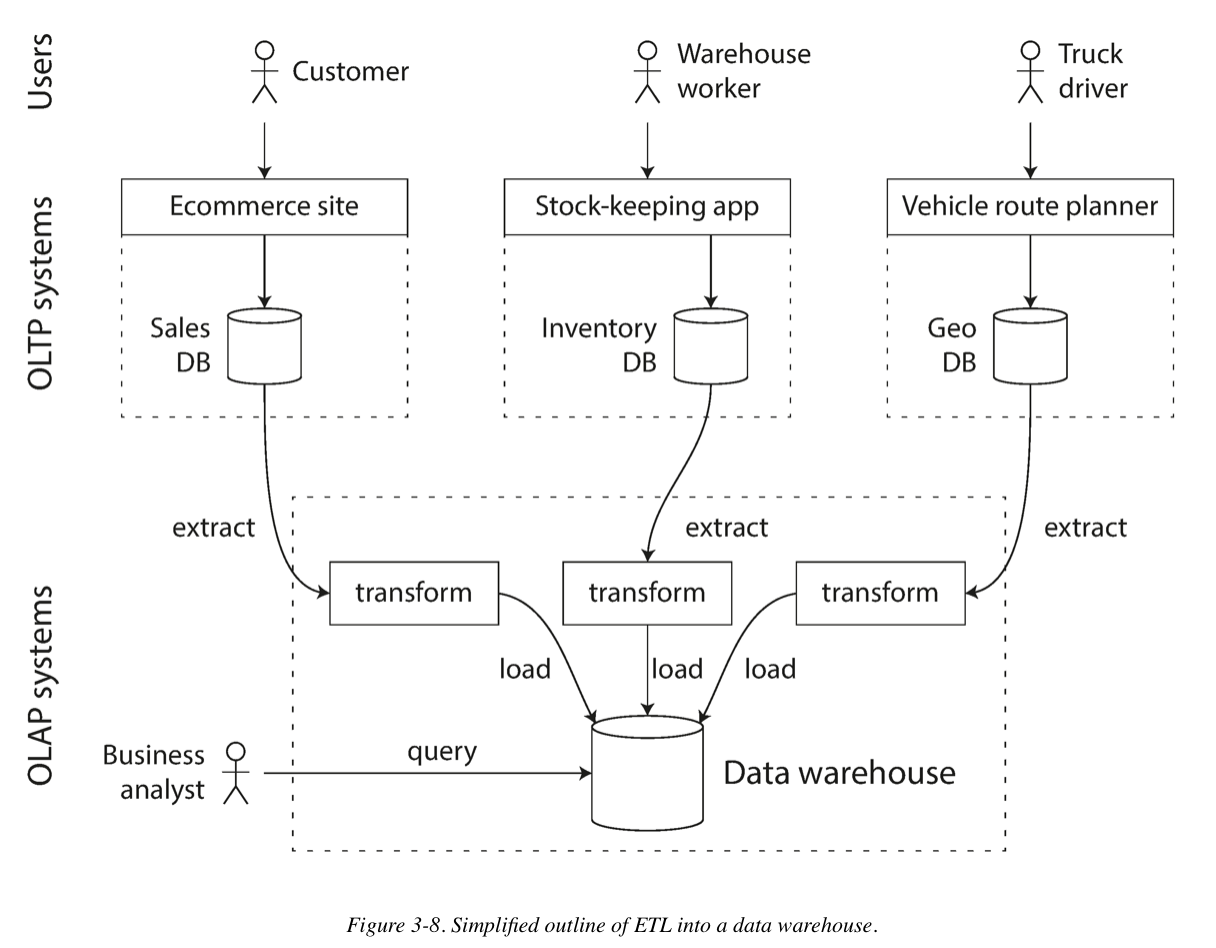 Users
Customer
Warehouse
worker
Truck
driver
OLTP systems
Ecommerce site
Stock-keeping app
Vehicle route planner
Sales
DB
Inventory
DB
Geo
DB
extract
extract
extract
OLAP systems
transform
transform
transform
load
load
load
Business
analyst
query
Data warehouse
Figure 3-8. Simplified outline of ETL into a data warehouse.